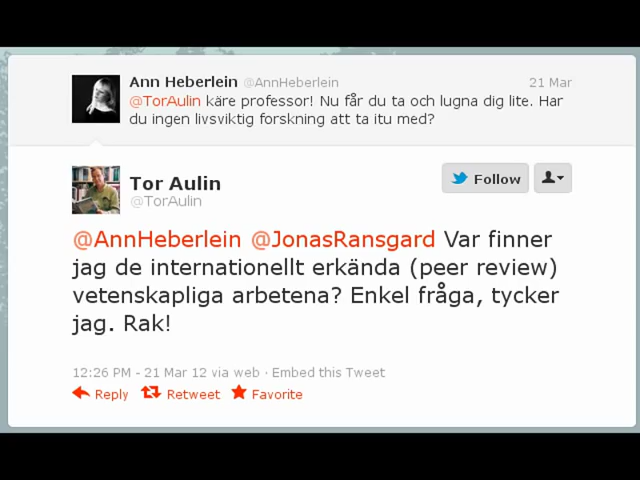 Ann Heberlein @AnnHeberlein 21 Mar
@TorAulin käre professor! Nu får du ta och lugna dig lite. Har
du ingen livsviktig forskning att ta itu med?
Tor Aulin
@TorAulin
Follow
@AnnHeberlein @JonasRansgard Var finner
jag de internationellt erkända (peer review)
vetenskapliga arbetena? Enkel fråga, tycker
jag. Rak!
12:26 PM - 21 Mar 12 via web · Embed this Tweet
Reply Retweet Favorite